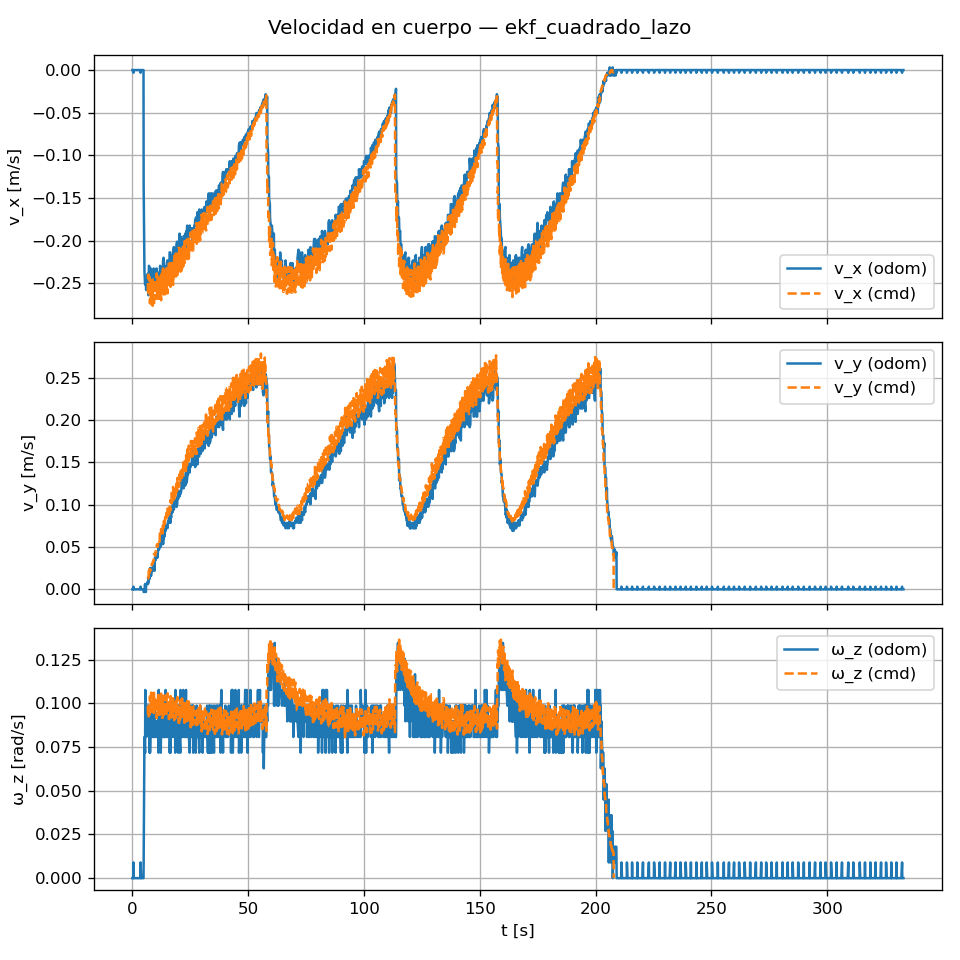 Velocidad en cuerpo — ekf_cuadrado_lazo
v_x [m/s]
0.00
−0.05
−0.10
−0.15
−0.20
−0.25
v_x (odom)
v_x (cmd)
v_y [m/s]
0.25
0.20
0.15
0.10
0.05
0.00
v_y (odom)
v_y (cmd)
ω_z [rad/s]
0.125
0.100
0.075
0.050
0.025
0.000
ω_z (odom)
ω_z (cmd)
0 50 100 150 200 250 300
t [s]